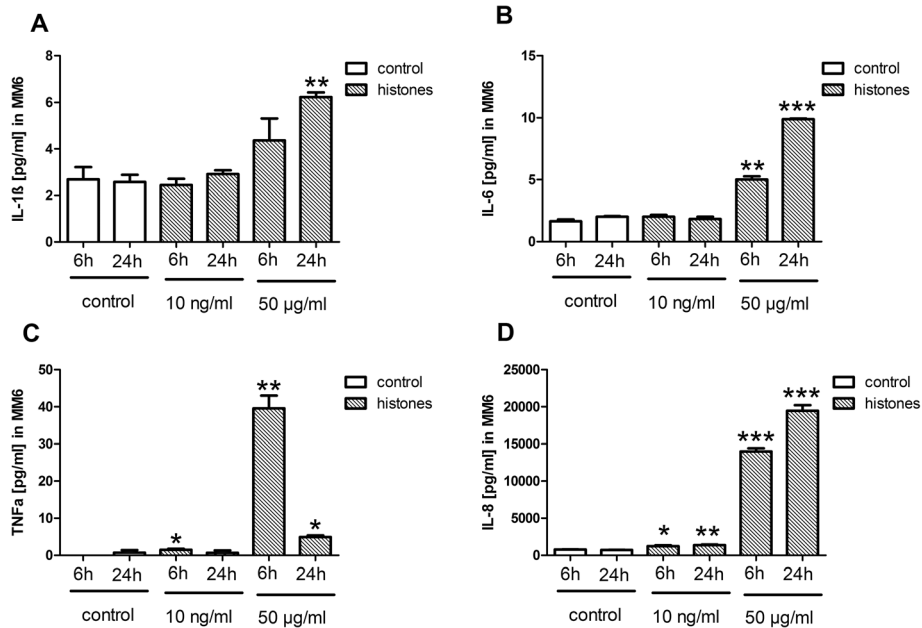 A
IL-1ß [pg/ml] in MM6
8
6
4
2
0
**
control
histones
6h 24h 6h 24h 6h 24h
control 10 ng/ml 50 µg/ml
B
IL-6 [pg/ml] in MM6
15
10
5
0
** ***
control
histones
6h 24h 6h 24h 6h 24h
control 10 ng/ml 50 µg/ml
C
TNFa [pg/ml] in MM6
50
40
30
20
10
0
* ** *
control
histones
6h 24h 6h 24h 6h 24h
control 10 ng/ml 50 µg/ml
D
IL-8 [pg/ml] in MM6
25000
20000
15000
10000
5000
0
* ** *** ***
control
histones
6h 24h 6h 24h 6h 24h
control 10 ng/ml 50 µg/ml